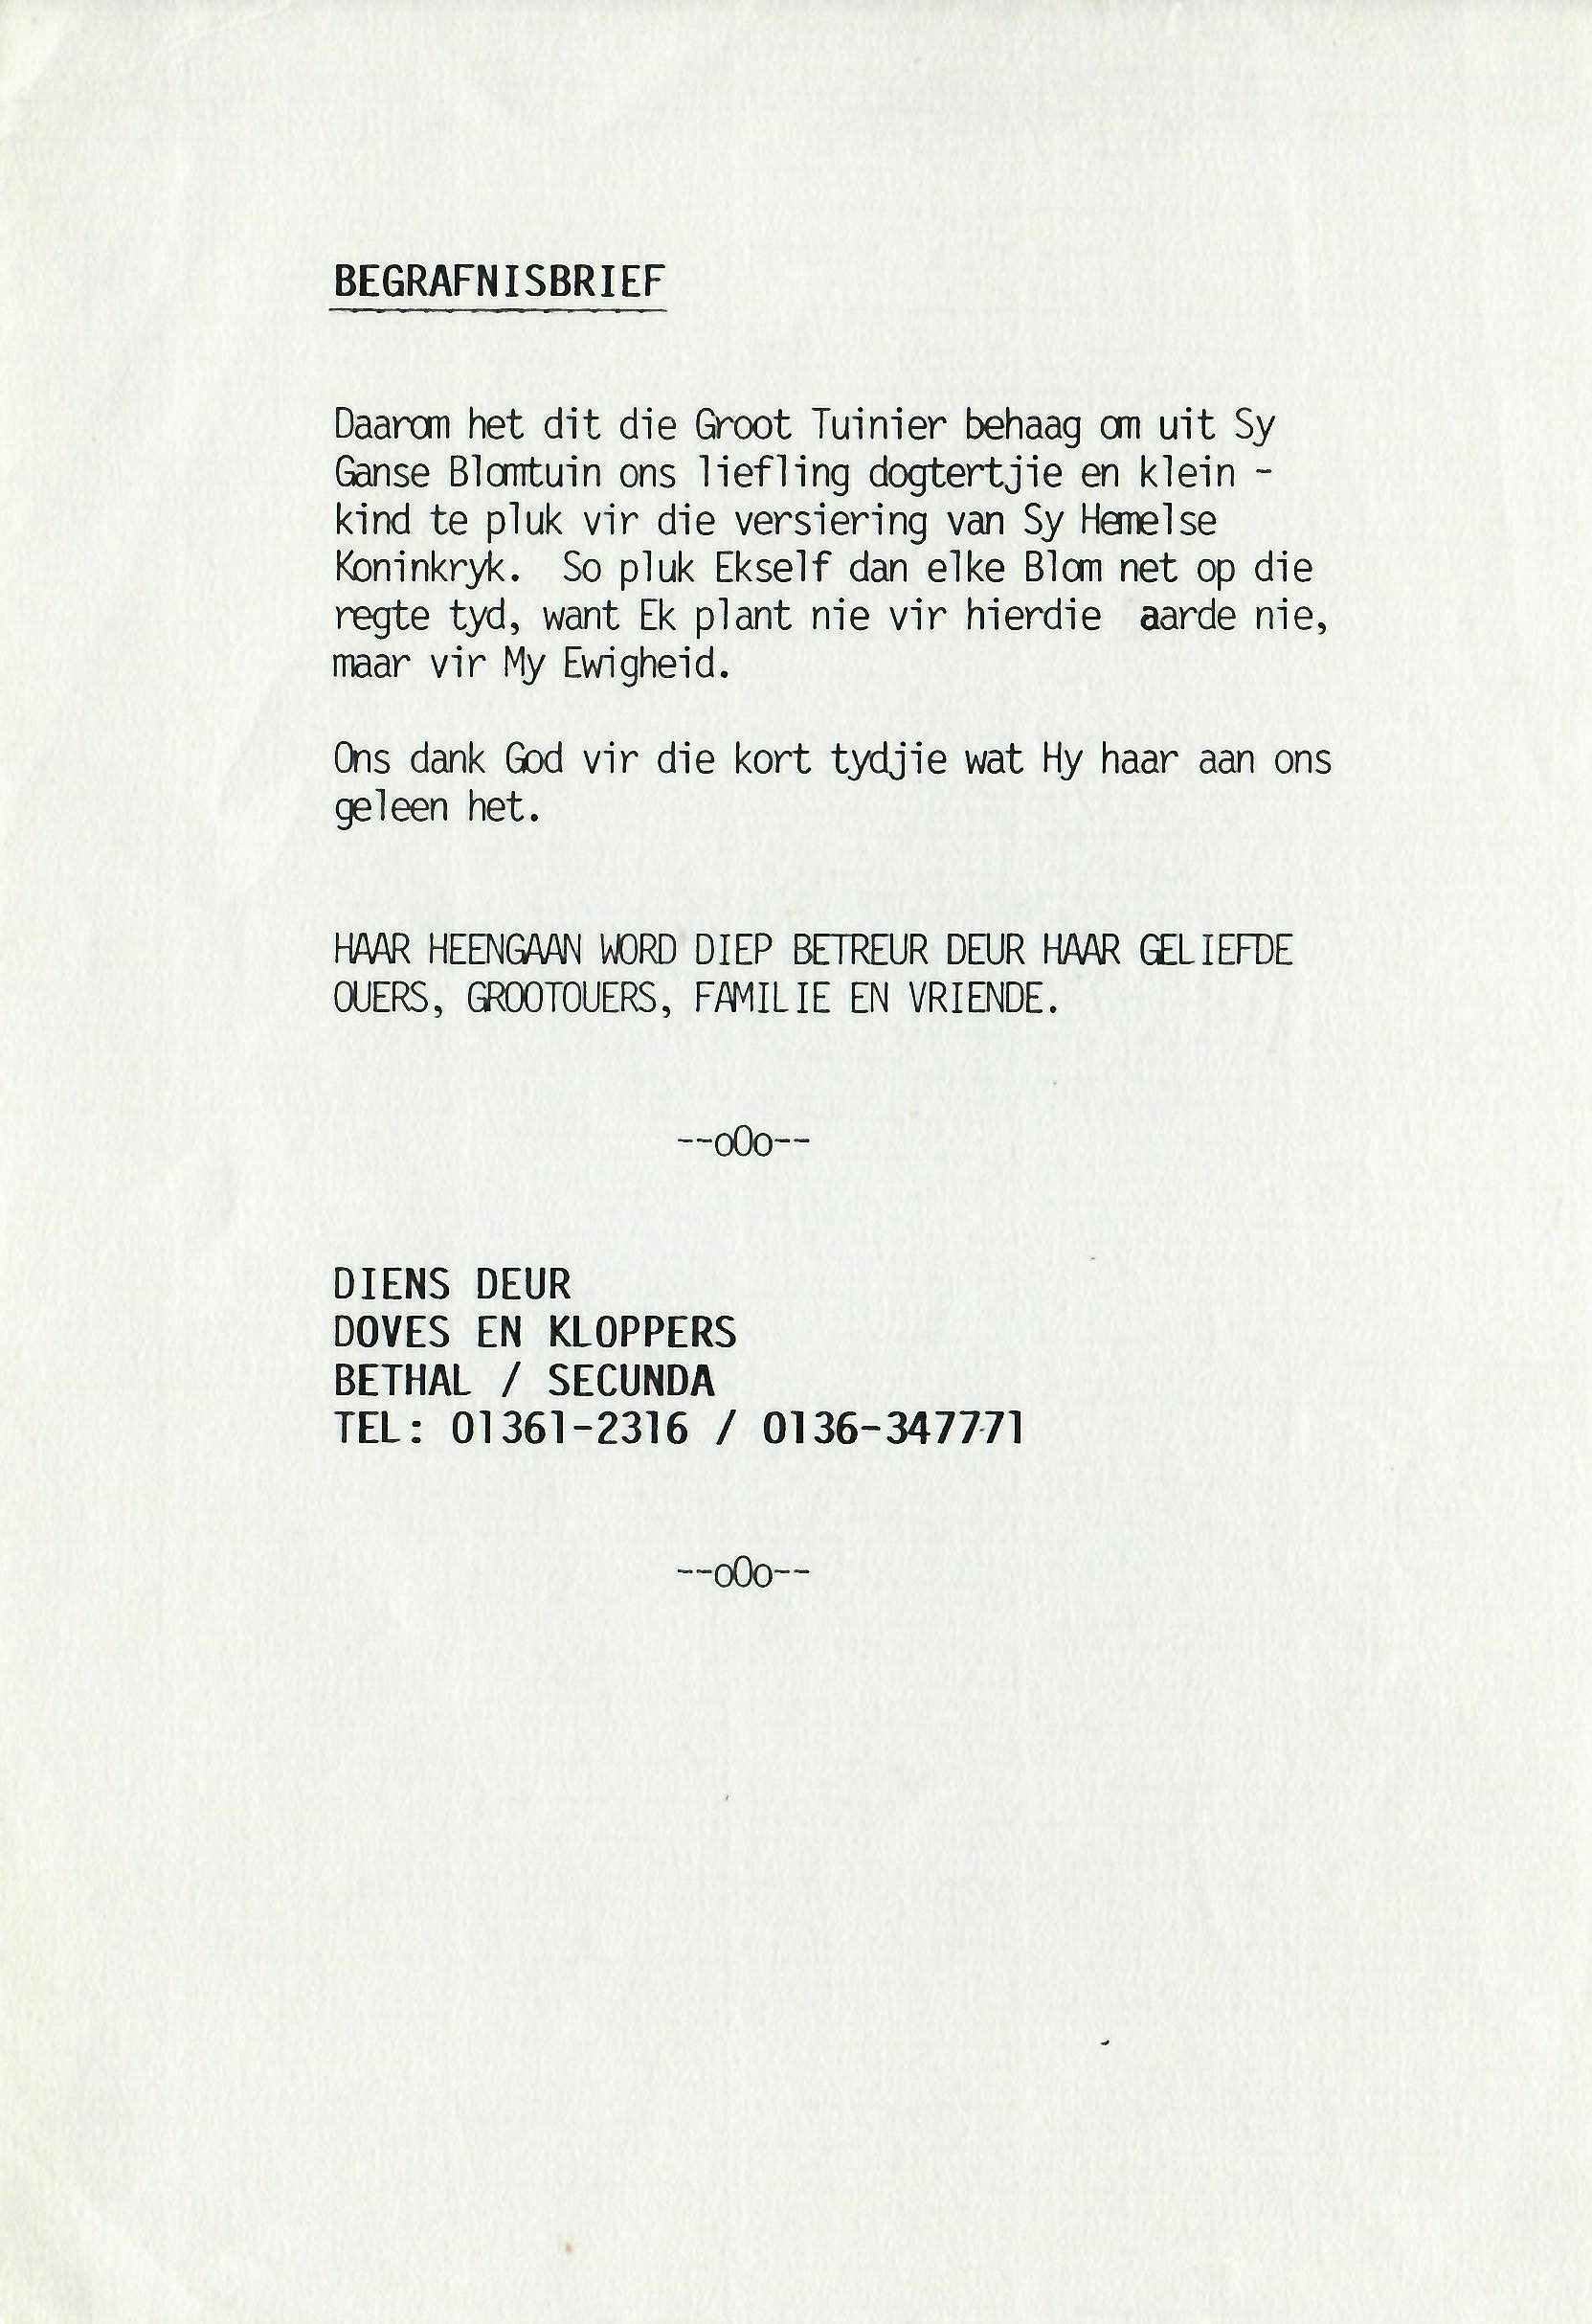 BEGRAFNISBRIEF
Daarom het dit die Groot Tuinier behaag om uit Sy
Ganse Blomtuin ons liefling dogtertjie en klein -
kind te pluk vir die versiering van Sy Hemelse
Koninkryk.  So pluk Ekself dan elke Blom net op die
regte tyd, want Ek plant nie vir hierdie  aarde nie,
maar vir My Ewigheid.
Ons dank God vir die kort tydjie wat Hy haar aan ons
geleen het.
HAAR HEENGAAN WORD DIEP BETREUR DEUR HAAR GELIEFDE
OUERS, GROOTOUERS, FAMILIE EN VRIENDE.
--oOo--
DIENS DEUR
DOVES EN KLOPPERS
BETHAL / SECUNDA
TEL: 01361-2316 / 0136-347771
--oOo--